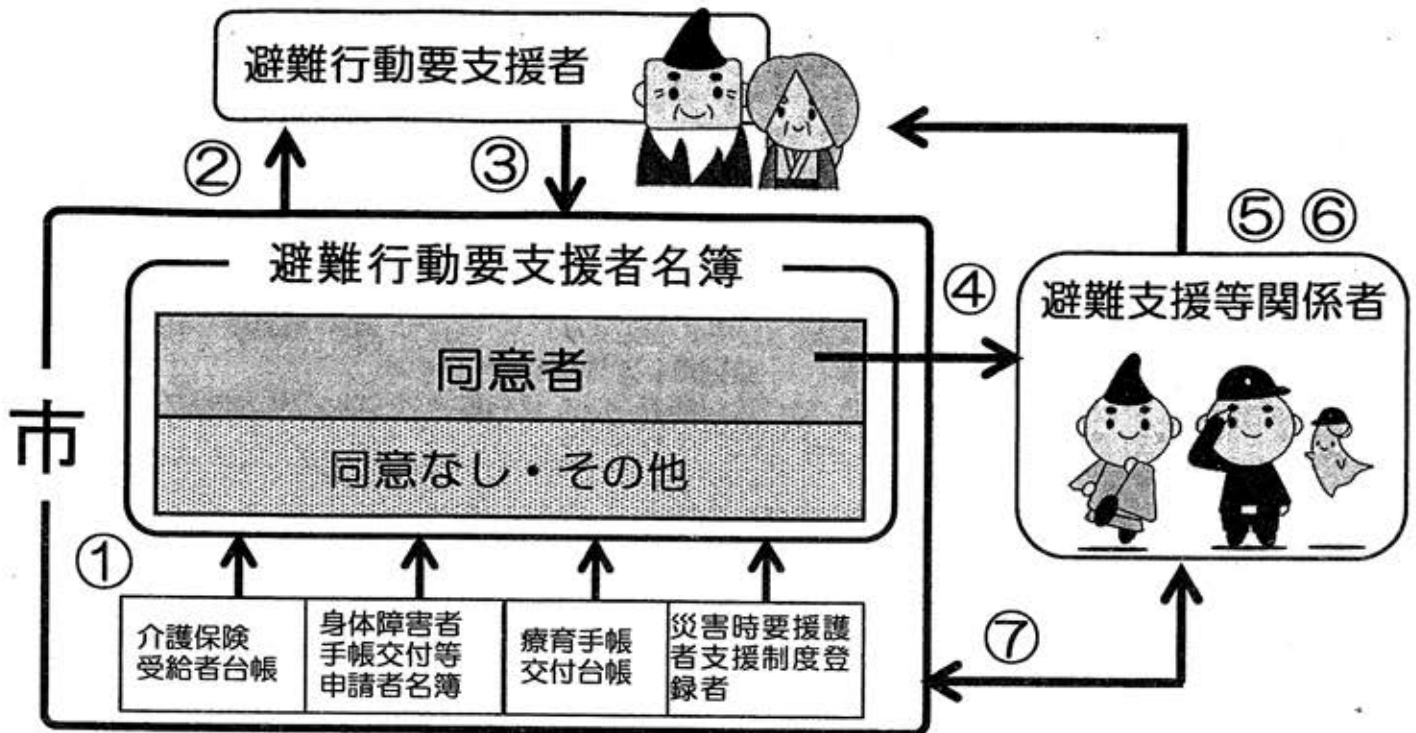 避難行動要支援者
②
③
避難行動要支援者名簿
④
⑤⑥
避難支援等関係者
同意者
同意なし・その他
市
①
介護保険
受給者台帳
身体障害者
手帳交付等
申請者名簿
療育手帳
交付台帳
災害時要援護
者支援制度登
録者
⑦